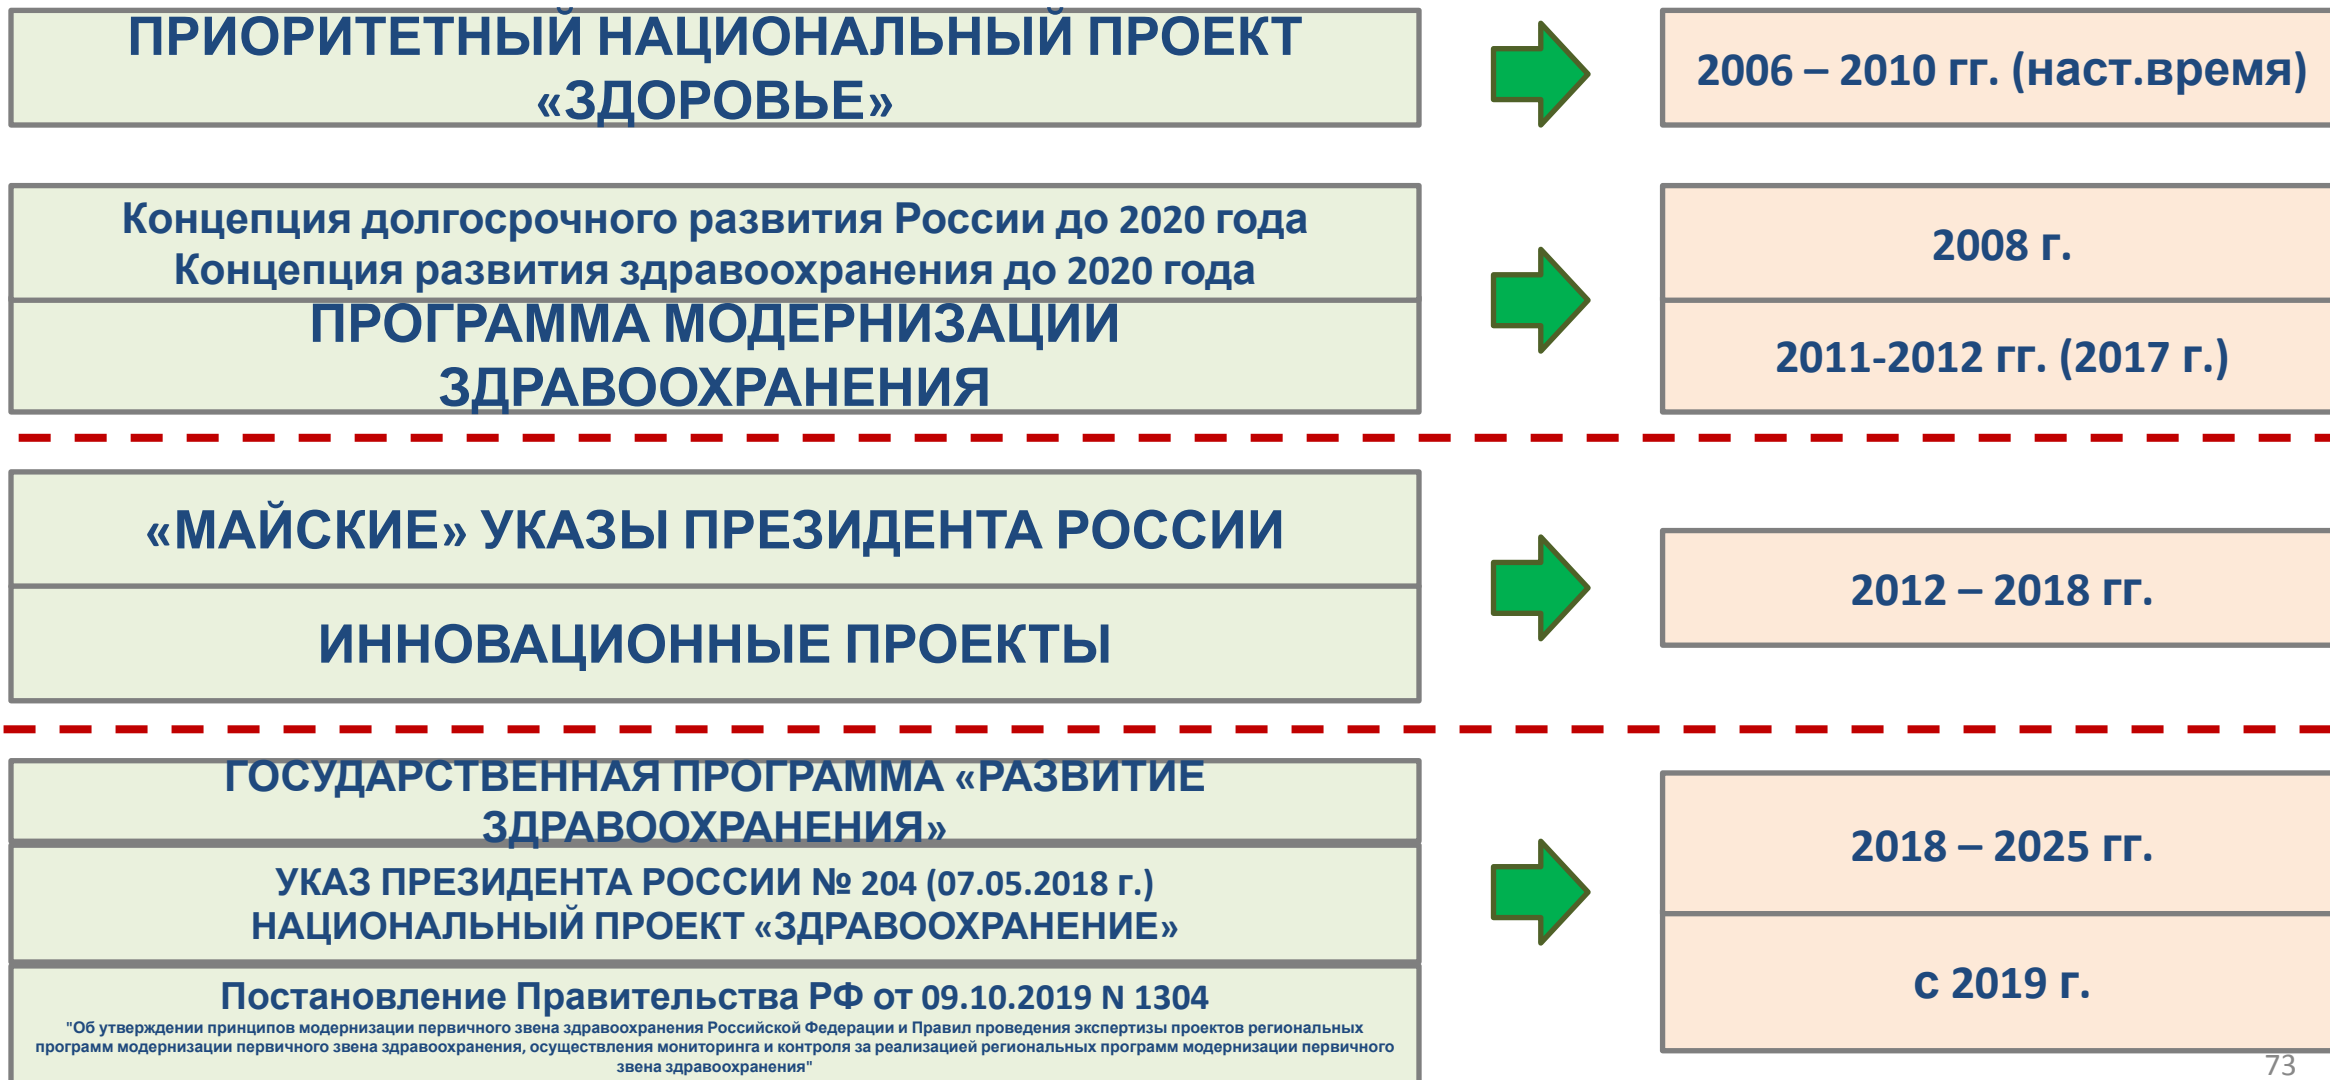 ПРИОРИТЕТНЫЙ НАЦИОНАЛЬНЫЙ ПРОЕКТ
«ЗДОРОВЬЕ»
2006 – 2010 гг. (наст.время)
Концепция долгосрочного развития России до 2020 года
Концепция развития здравоохранения до 2020 года
2008 г.
ПРОГРАММА МОДЕРНИЗАЦИИ
ЗДРАВООХРАНЕНИЯ
2011-2012 гг. (2017 г.)
«МАЙСКИЕ» УКАЗЫ ПРЕЗИДЕНТА РОССИИ
ИННОВАЦИОННЫЕ ПРОЕКТЫ
2012 – 2018 гг.
ГОСУДАРСТВЕННАЯ ПРОГРАММА «РАЗВИТИЕ
ЗДРАВООХРАНЕНИЯ»
УКАЗ ПРЕЗИДЕНТА РОССИИ № 204 (07.05.2018 г.)
НАЦИОНАЛЬНЫЙ ПРОЕКТ «ЗДРАВООХРАНЕНИЕ»
2018 – 2025 гг.
Постановление Правительства РФ от 09.10.2019 N 1304
"Об утверждении принципов модернизации первичного звена здравоохранения Российской Федерации и Правил проведения экспертизы проектов региональных
программ модернизации первичного звена здравоохранения, осуществления мониторинга и контроля за реализацией региональных программ модернизации первичного
звена здравоохранения"
с 2019 г.
73